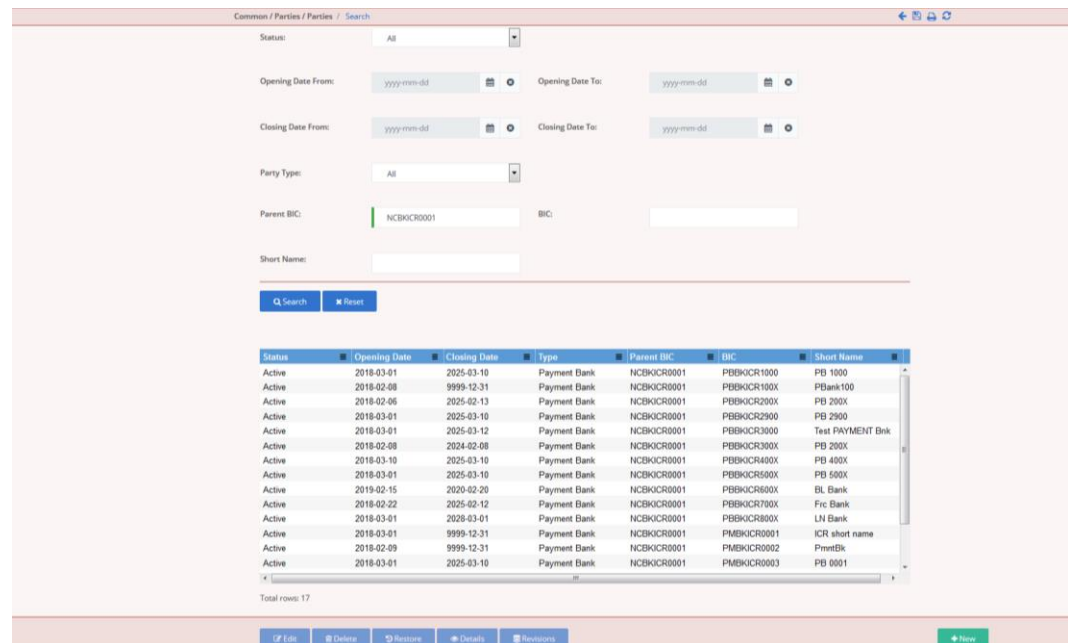 Common / Parties / Parties / Search
Status: All
Opening Date From: yyyy-mm-dd Opening Date To: yyyy-mm-dd
Closing Date From: yyyy-mm-dd Closing Date To: yyyy-mm-dd
Party Type: All
Parent BIC: NCBKICR0001 BIC:
Short Name:
Search Reset
Status Opening Date Closing Date Type Parent BIC BIC Short Name
Active 2018-03-01 2025-03-10 Payment Bank NCBKICR0001 PBBKICR1000 PB 1000
Active 2018-02-08 9999-12-31 Payment Bank NCBKICR0001 PBBKICR100X PBank100
Active 2018-02-06 2025-02-13 Payment Bank NCBKICR0001 PBBKICR200X PB 200X
Active 2018-03-01 2025-03-10 Payment Bank NCBKICR0001 PBBKICR2900 PB 2900
Active 2018-03-01 2025-03-12 Payment Bank NCBKICR0001 PBBKICR3000 Test PAYMENT Bnk
Active 2018-02-08 2024-02-08 Payment Bank NCBKICR0001 PBBKICR300X PB 200X
Active 2018-03-10 2025-03-10 Payment Bank NCBKICR0001 PBBKICR400X PB 400X
Active 2018-03-01 2025-03-10 Payment Bank NCBKICR0001 PBBKICR500X PB 500X
Active 2019-02-15 2020-02-20 Payment Bank NCBKICR0001 PBBKICR600X BL Bank
Active 2018-02-22 2025-02-12 Payment Bank NCBKICR0001 PBBKICR700X Frc Bank
Active 2018-03-01 2028-03-01 Payment Bank NCBKICR0001 PBBKICR800X LN Bank
Active 2018-03-01 9999-12-31 Payment Bank NCBKICR0001 PMBKICR0001 ICR short name
Active 2018-02-09 9999-12-31 Payment Bank NCBKICR0001 PMBKICR0002 PmntBk
Active 2018-03-01 2025-03-10 Payment Bank NCBKICR0001 PMBKICR0003 PB 0001
Total rows: 17
Edit Delete Restore Details Revisions New